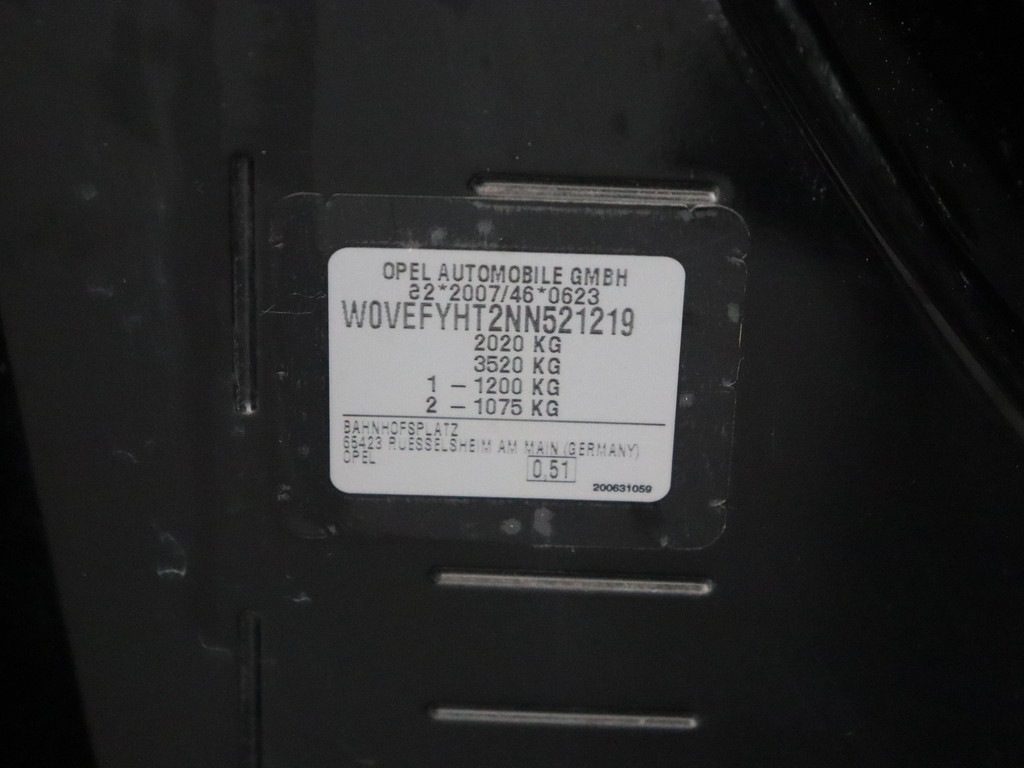 OPEL AUTOMOBILE GMBH
e2*2007/46*0623
W0VEFYHT2NN521219
2020 KG
3520 KG
1 - 1200 KG
2 - 1075 KG
BAHNHOFSPLATZ
65423 RUESSELSHEIM AM MAIN (GERMANY)
OPEL
0,51
200631059